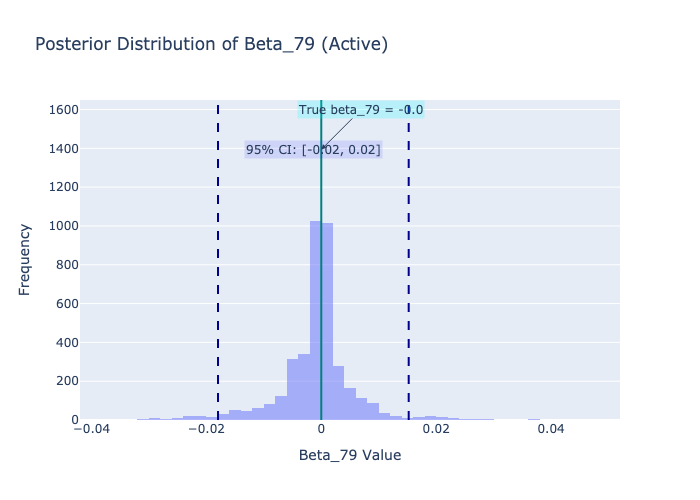 Posterior Distribution of Beta_79 (Active)
True beta_79 = -0.0
95% CI: [-0.02, 0.02]
1600
1400
1200
1000
800
600
400
200
0
Frequency
−0.04
−0.02
0
0.02
0.04
Beta_79 Value